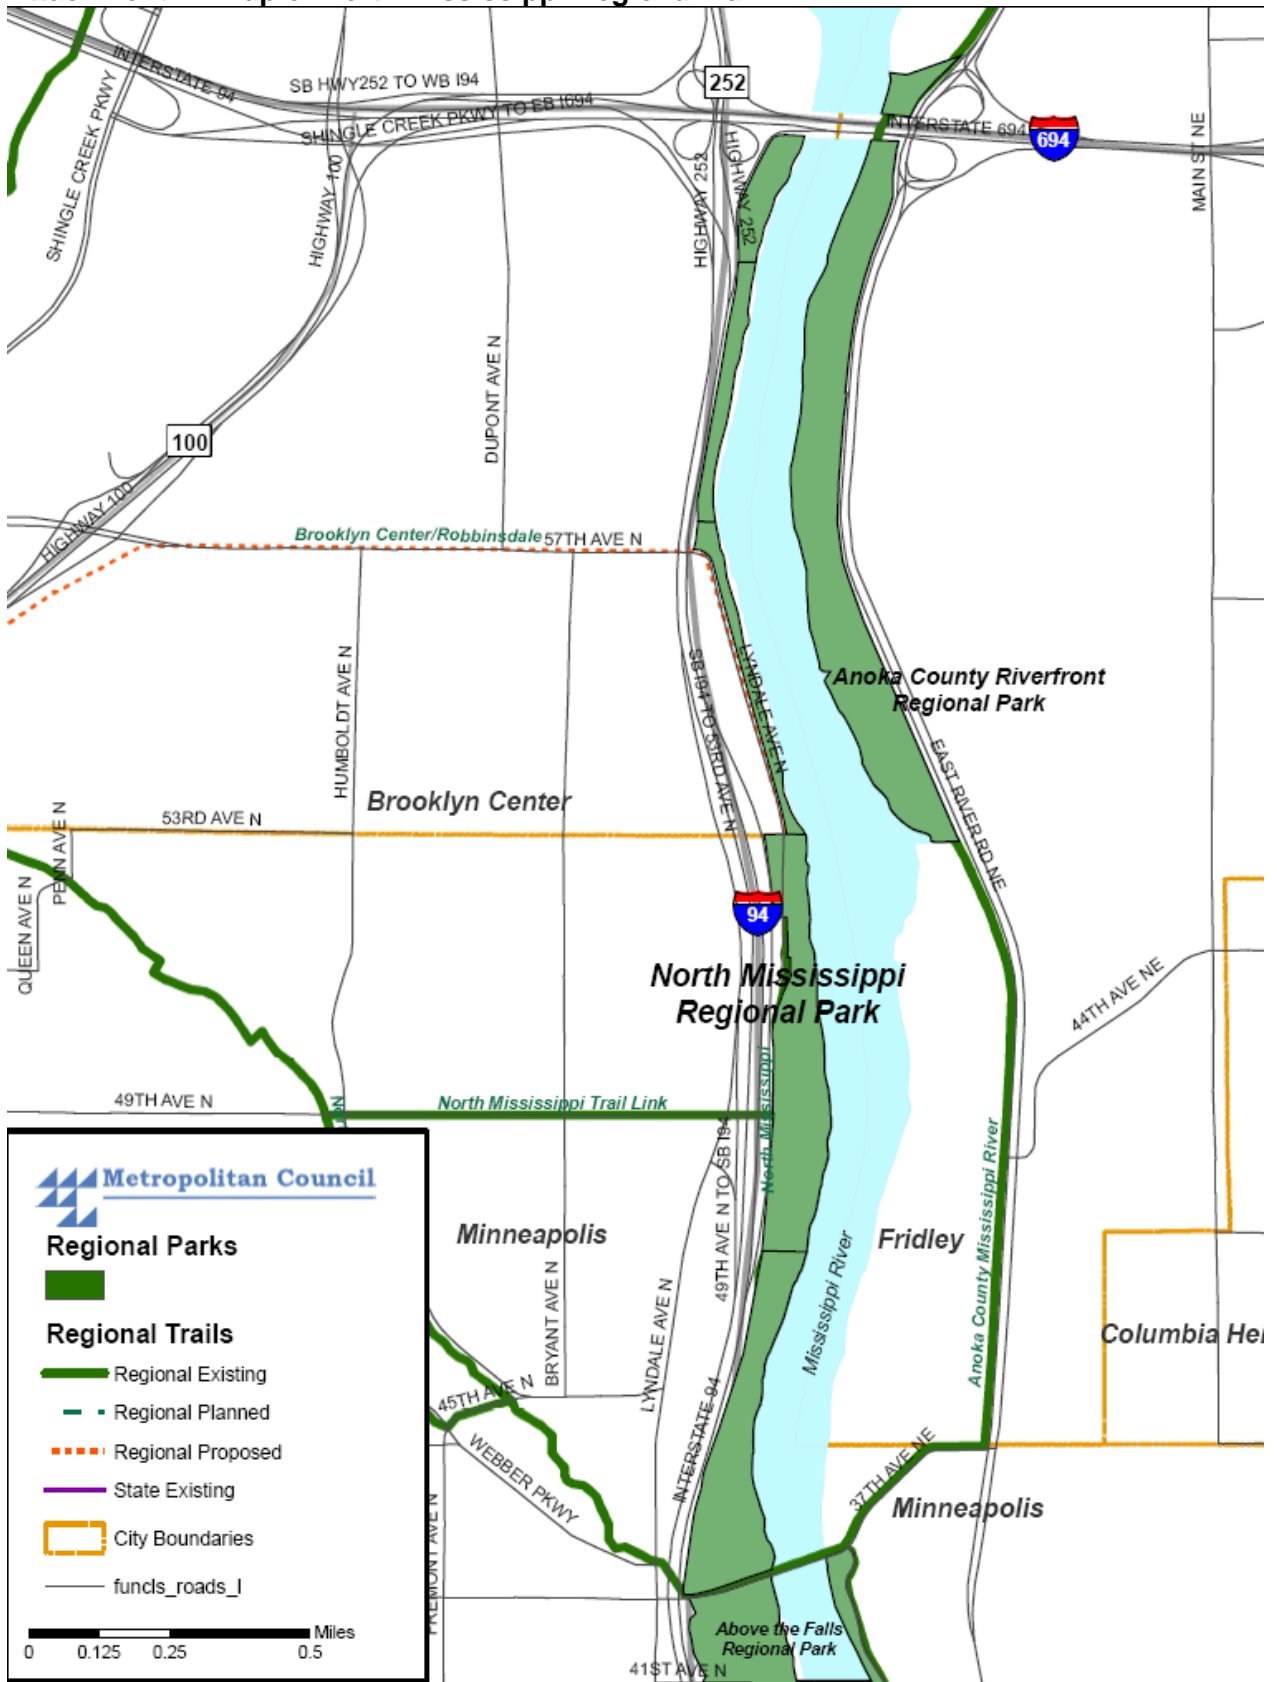 INTERSTATE 94
SB HWY252 TO WB I94
SHINGLE CREEK PKWY TO EB I694
252
INTERSTATE 694
694
SHINGLE CREEK PKWY
HIGHWAY 100
HIGHWAY 252
HIGHWAY 252
MAIN ST NE
DUPONT AVE N
100
HIGHWAY 100
Brooklyn Center/Robbinsdale
57TH AVE N
HUMBOLDT AVE N
SB I94 TO 53RD AVE N
LYNDALE AVE N
Anoka County Riverfront
Regional Park
EAST RIVER RD NE
Brooklyn Center
53RD AVE N
PENN AVE N
QUEEN AVE N
94
North Mississippi
Regional Park
44TH AVE NE
49TH AVE N
North Mississippi Trail Link
North Mississippi
49TH AVE N TO SB I94
Anoka County Mississippi River
Minneapolis
Mississippi River
Fridley
Columbia Hei
BRYANT AVE N
LYNDALE AVE N
45TH AVE N
WEBBER PKWY
INTERSTATE 94
37TH AVE NE
Minneapolis
FREMONT AVE N
Above the Falls
Regional Park
41ST AVE N
Metropolitan Council
Regional Parks
Regional Trails
Regional Existing
Regional Planned
Regional Proposed
State Existing
City Boundaries
funcls_roads_l
Miles
0 0.125 0.25 0.5